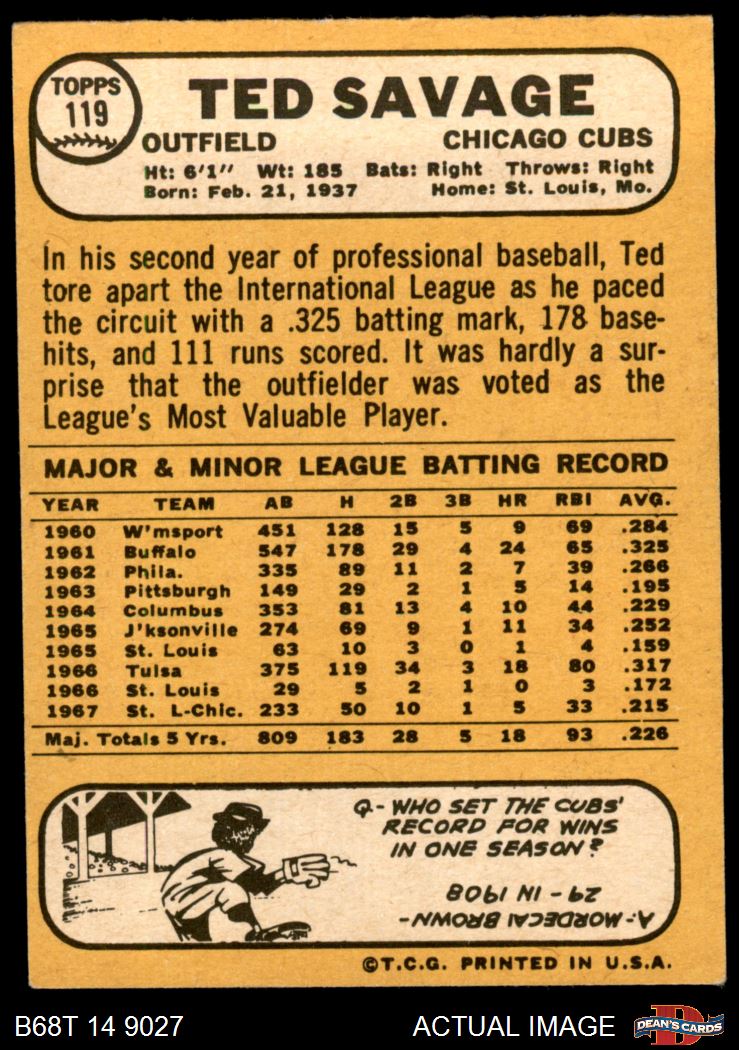 TOPPS
119
TED SAVAGE
OUTFIELD CHICAGO CUBS
Ht: 6'1" Wt: 185 Bats: Right Throws: Right
Born: Feb. 21, 1937 Home: St. Louis, Mo.
In his second year of professional baseball, Ted
tore apart the International League as he paced
the circuit with a .325 batting mark, 178 base-
hits, and 111 runs scored. It was hardly a sur-
prise that the outfielder was voted as the
League's Most Valuable Player.
MAJOR & MINOR LEAGUE BATTING RECORD
YEAR TEAM AB H 2B 3B HR RBI AVG.
1960 W'msport 451 128 15 5 9 69 .284
1961 Buffalo 547 178 29 4 24 65 .325
1962 Phila. 335 89 11 2 7 39 .266
1963 Pittsburgh 149 29 2 1 5 14 .195
1964 Columbus 353 81 13 4 10 44 .229
1965 J'ksonville 274 69 9 1 11 34 .252
1965 St. Louis 63 10 3 0 1 4 .159
1966 Tulsa 375 119 34 3 18 80 .317
1966 St. Louis 29 5 2 1 0 3 .172
1967 St. L-Chic. 233 50 10 1 5 33 .215
Maj. Totals 5 Yrs. 809 183 28 5 18 93 .226
Q- WHO SET THE CUBS'
RECORD FOR WINS
IN ONE SEASON?
A- MORDECAI BROWN-
29 - IN 1908
©T.C.G. PRINTED IN U.S.A.
B68T 14 9027 ACTUAL IMAGE
D
DEAN'S CARDS